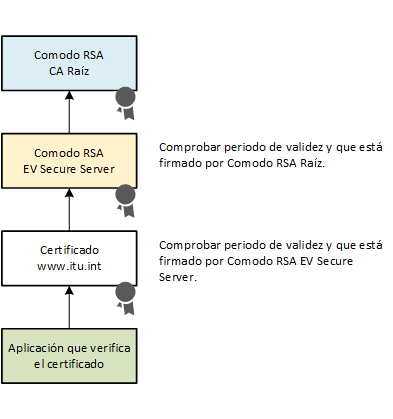 Comodo RSA
CA Raíz
Comodo RSA
EV Secure Server
Comprobar periodo de validez y que está
firmado por Comodo RSA Raíz.
Certificado
www.itu.int
Comprobar periodo de validez y que está
firmado por Comodo RSA EV Secure
Server.
Aplicación que verifica
el certificado